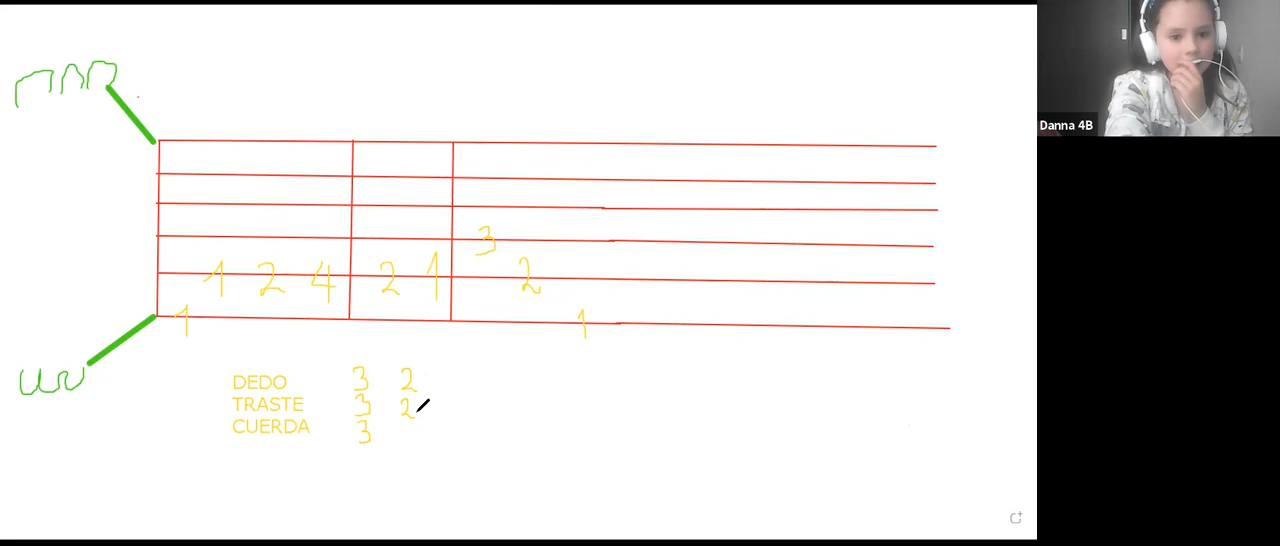 Danna 4B
3
1 2 4 2 1 2
1 1
DEDO 3 2
TRASTE 3 2
CUERDA 3